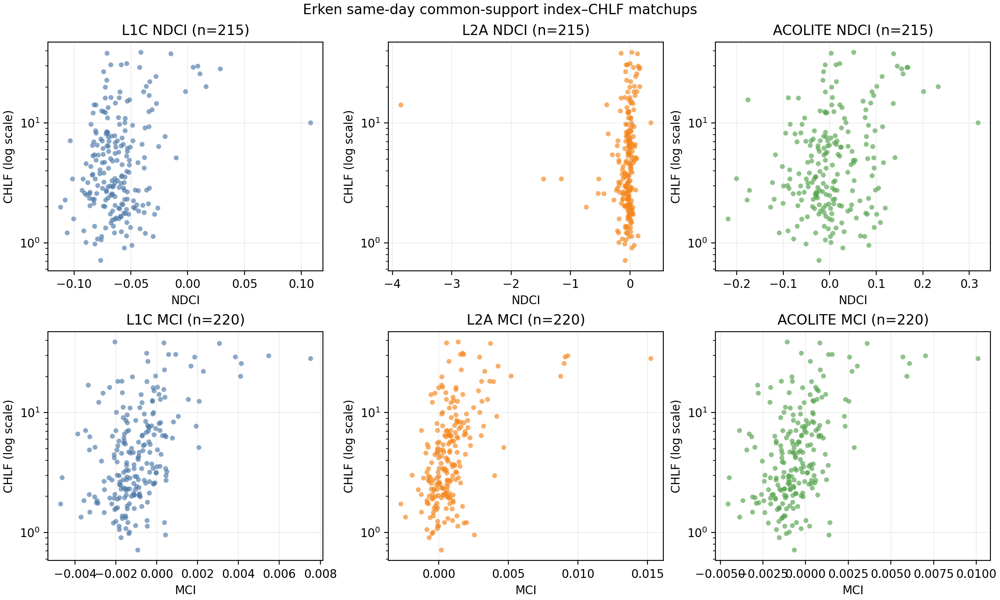 Erken same-day common-support index–CHLF matchups
L1C NDCI (n=215)
L2A NDCI (n=215)
ACOLITE NDCI (n=215)
CHLF (log scale)
10¹
10⁰
−0.10 −0.05 0.00 0.05 0.10
NDCI
CHLF (log scale)
10¹
10⁰
−4 −3 −2 −1 0
NDCI
CHLF (log scale)
10¹
10⁰
−0.2 −0.1 0.0 0.1 0.2 0.3
NDCI
L1C MCI (n=220)
L2A MCI (n=220)
ACOLITE MCI (n=220)
CHLF (log scale)
10¹
10⁰
−0.004 −0.002 0.000 0.002 0.004 0.006 0.008
MCI
CHLF (log scale)
10¹
10⁰
0.000 0.005 0.010 0.015
MCI
CHLF (log scale)
10¹
10⁰
−0.0050 −0.0025 0.0000 0.0025 0.0050 0.0075 0.0100
MCI